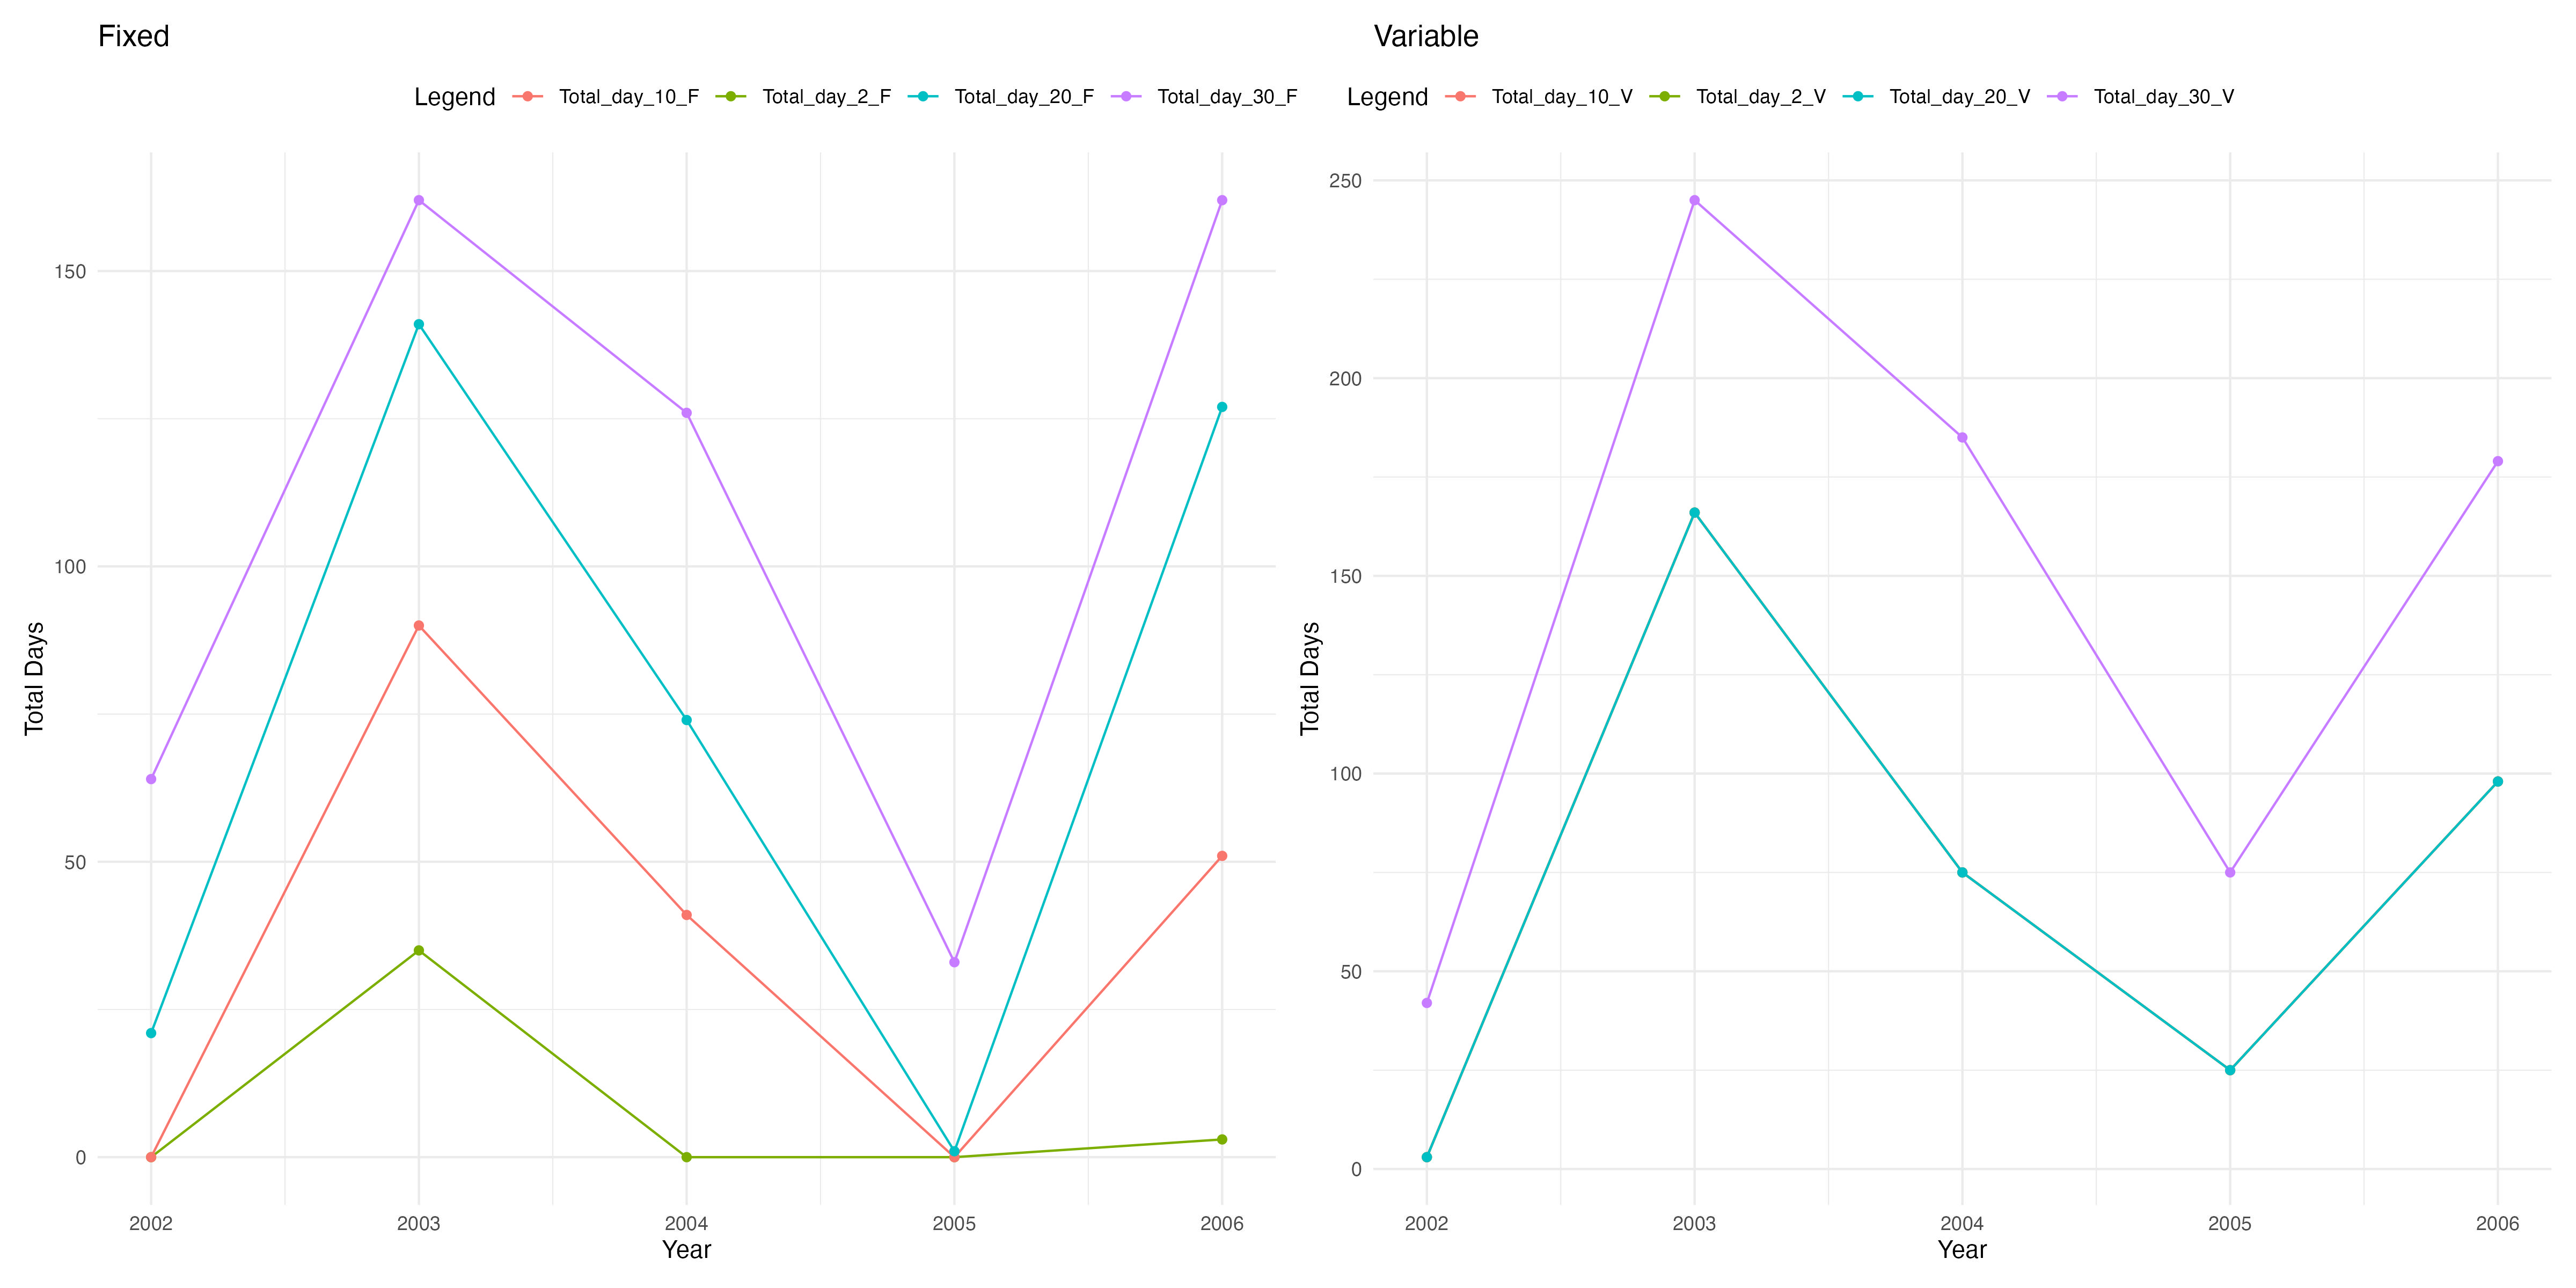 Fixed
Legend Total_day_10_F Total_day_2_F Total_day_20_F Total_day_30_F
150
100
50
0
Total Days
2002 2003 2004 2005 2006
Year
Variable
Legend Total_day_10_V Total_day_2_V Total_day_20_V Total_day_30_V
250
200
150
100
50
0
Total Days
2002 2003 2004 2005 2006
Year